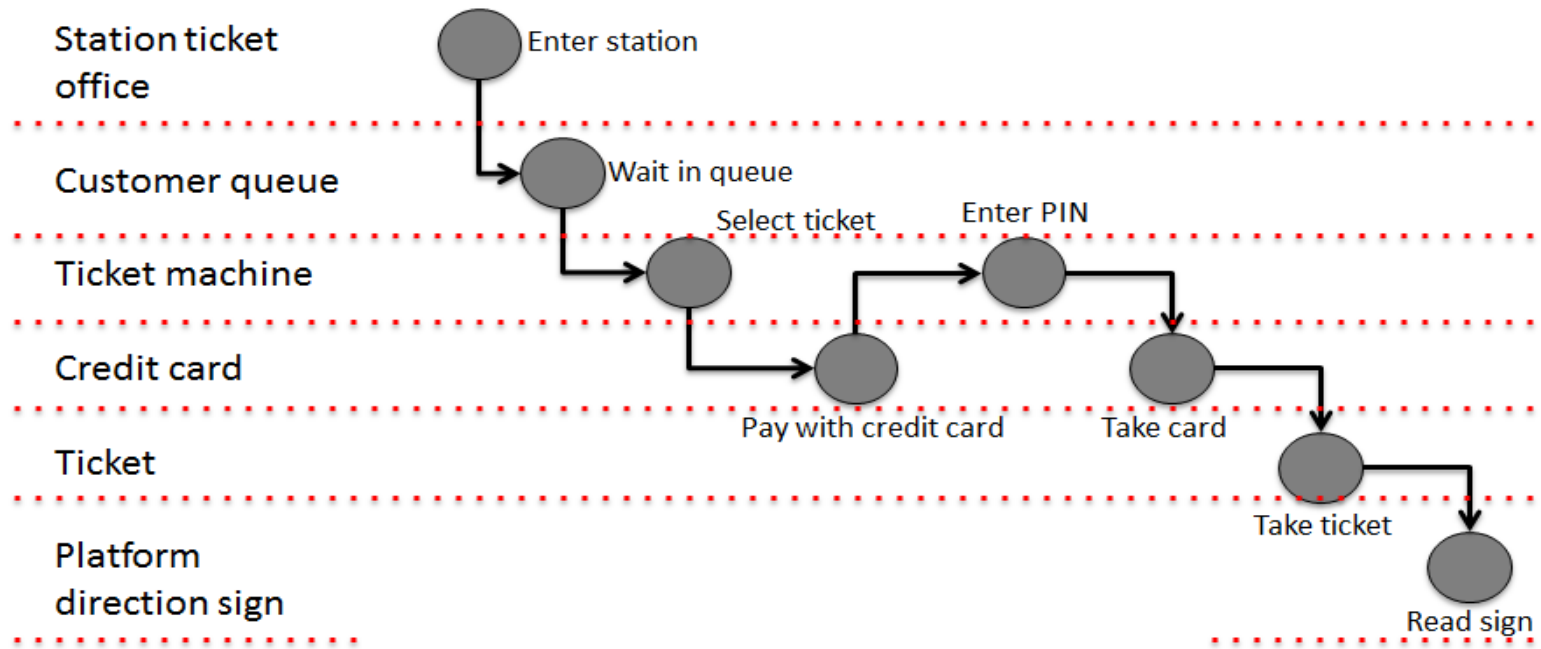 Station ticket
office
Enter station
Customer queue
Wait in queue
Select ticket
Enter PIN
Ticket machine
Credit card
Pay with credit card
Take card
Ticket
Take ticket
Platform
direction sign
Read sign